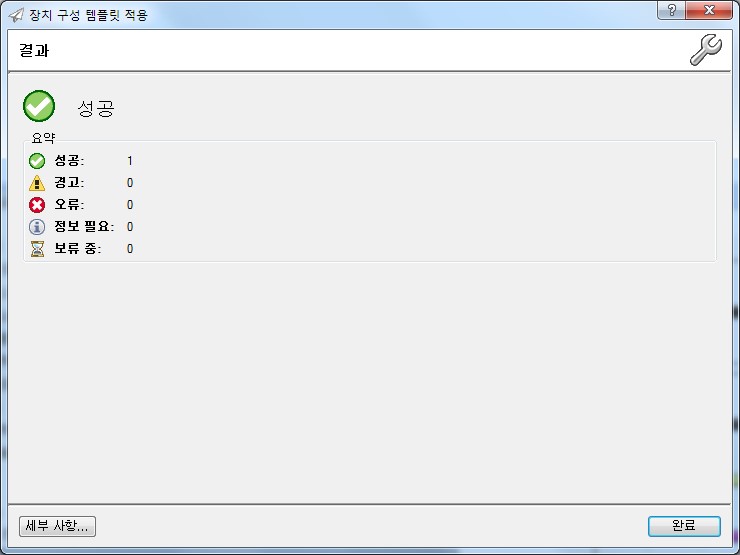 장치 구성 템플릿 적용
결과
성공
요약
성공: 1
경고: 0
오류: 0
정보 필요: 0
보류 중: 0
세부 사항... 완료